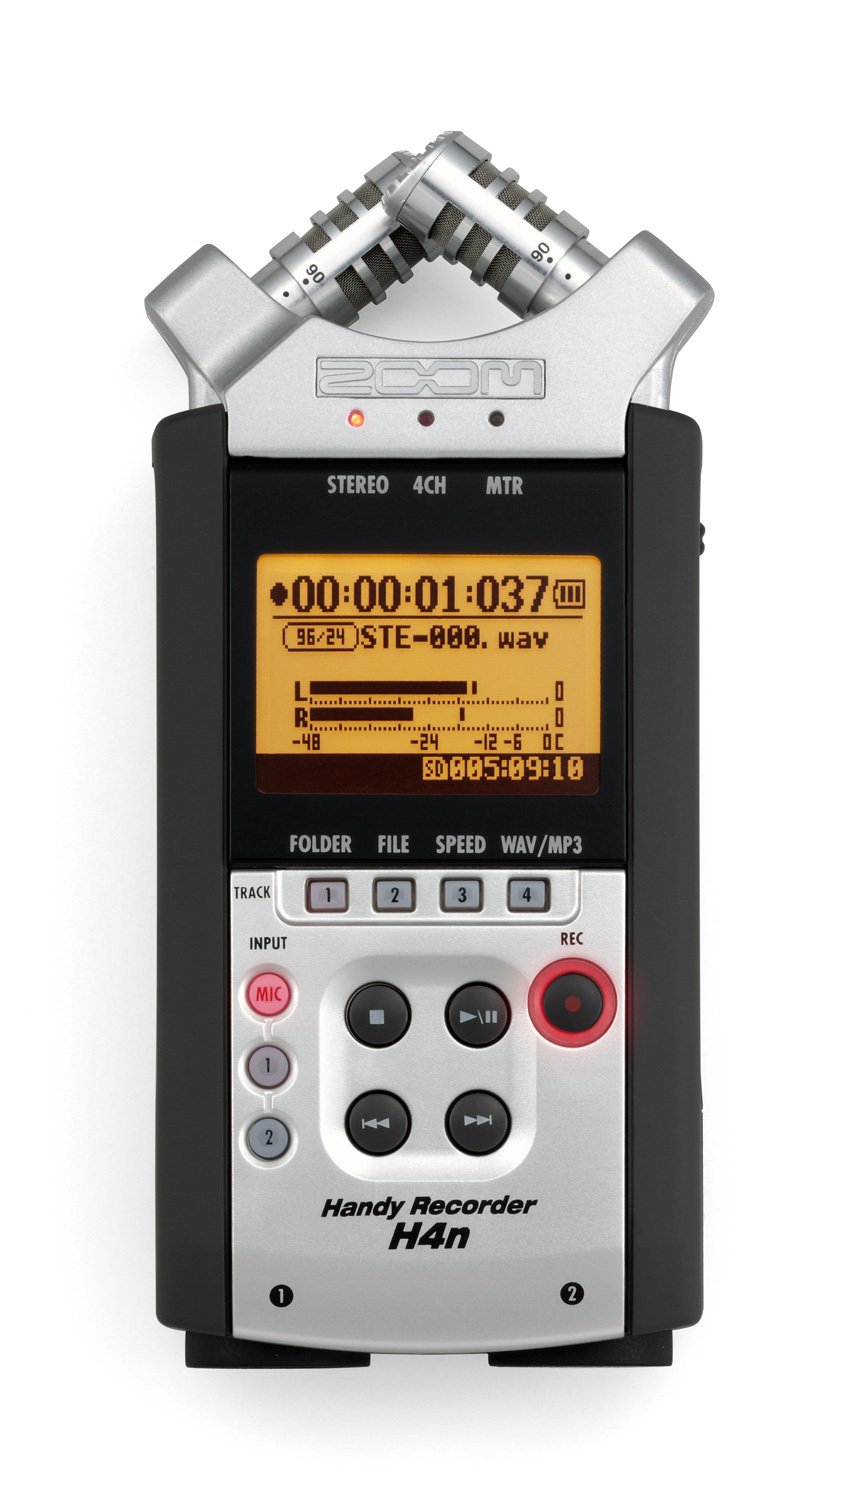 90 90
ZOOM
STEREO 4CH MTR
00:00:01:037
96/24 STE-000.wav
L 0
R 0
-48 -24 -12 -6 0C
SD 005:09:10
FOLDER FILE SPEED WAV/MP3
TRACK 1 2 3 4
INPUT REC
MIC
1
2
Handy Recorder
H4n
1 2